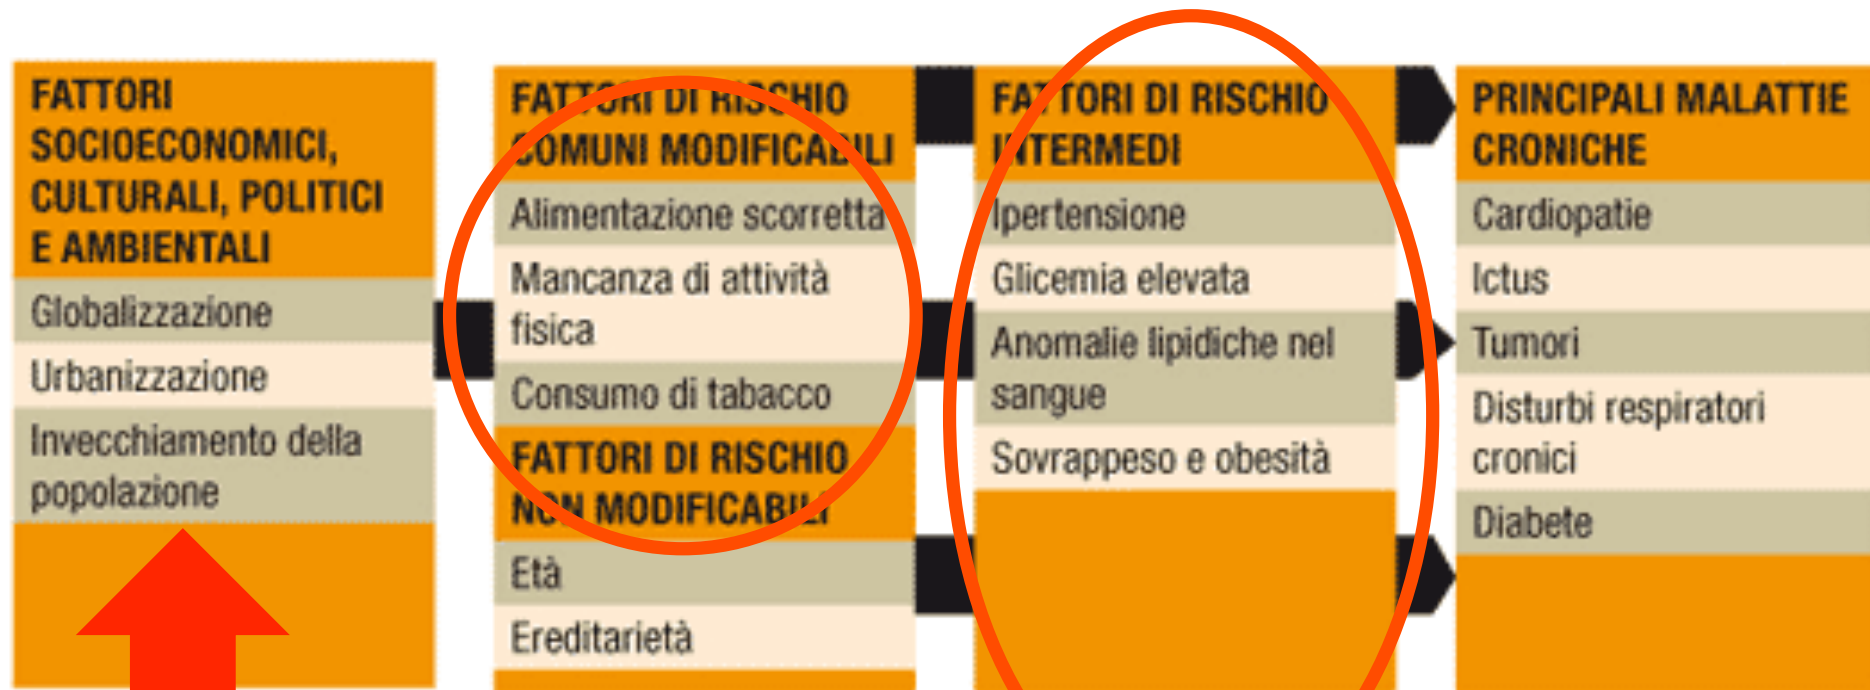 FATTORI
SOCIOECONOMICI,
CULTURALI, POLITICI
E AMBIENTALI
Globalizzazione
Urbanizzazione
Invecchiamento della
popolazione
FATTORI DI RISCHIO
COMUNI MODIFICABILI
Alimentazione scorretta
Mancanza di attività
fisica
Consumo di tabacco
FATTORI DI RISCHIO
NON MODIFICABILI
Età
Ereditarietà
FATTORI DI RISCHIO
INTERMEDI
Ipertensione
Glicemia elevata
Anomalie lipidiche nel
sangue
Sovrappeso e obesità
PRINCIPALI MALATTIE
CRONICHE
Cardiopatie
Ictus
Tumori
Disturbi respiratori
cronici
Diabete